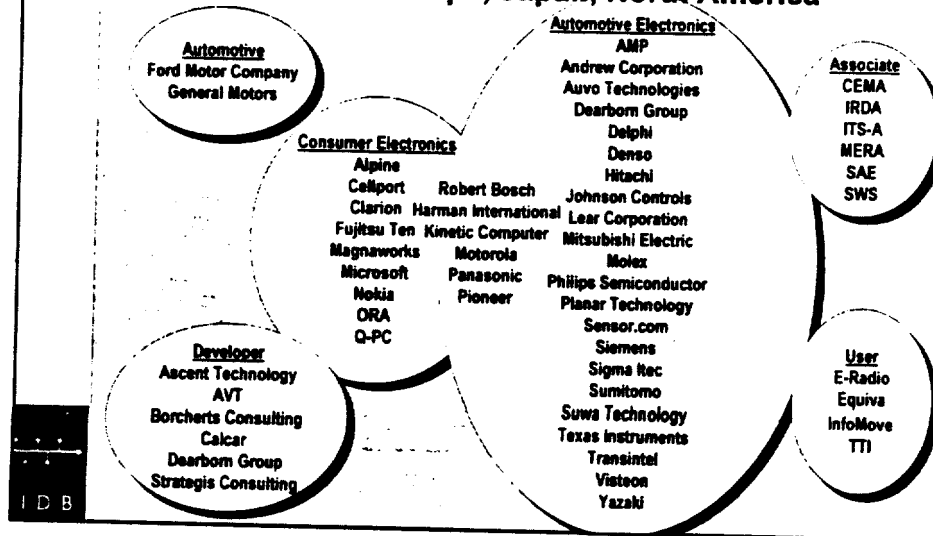 Japan, North America
Automotive
Ford Motor Company
General Motors
Consumer Electronics
Alpine
Cellport
Clarion
Fujitsu Ten
Magnaworks
Microsoft
Nokia
ORA
Q-PC
Robert Bosch
Harman International
Kinetic Computer
Motorola
Panasonic
Pioneer
Automotive Electronics
AMP
Andrew Corporation
Auvo Technologies
Dearborn Group
Delphi
Denso
Hitachi
Johnson Controls
Lear Corporation
Mitsubishi Electric
Molex
Philips Semiconductor
Planar Technology
Sensor.com
Siemens
Sigma Itec
Sumitomo
Suwa Technology
Texas Instruments
Transintel
Visteon
Yazaki
Associate
CEMA
IRDA
ITS-A
MERA
SAE
SWS
Developer
Ascent Technology
AVT
Borcherts Consulting
Calcar
Dearborn Group
Strategis Consulting
User
E-Radio
Equiva
InfoMove
TTI
IDB